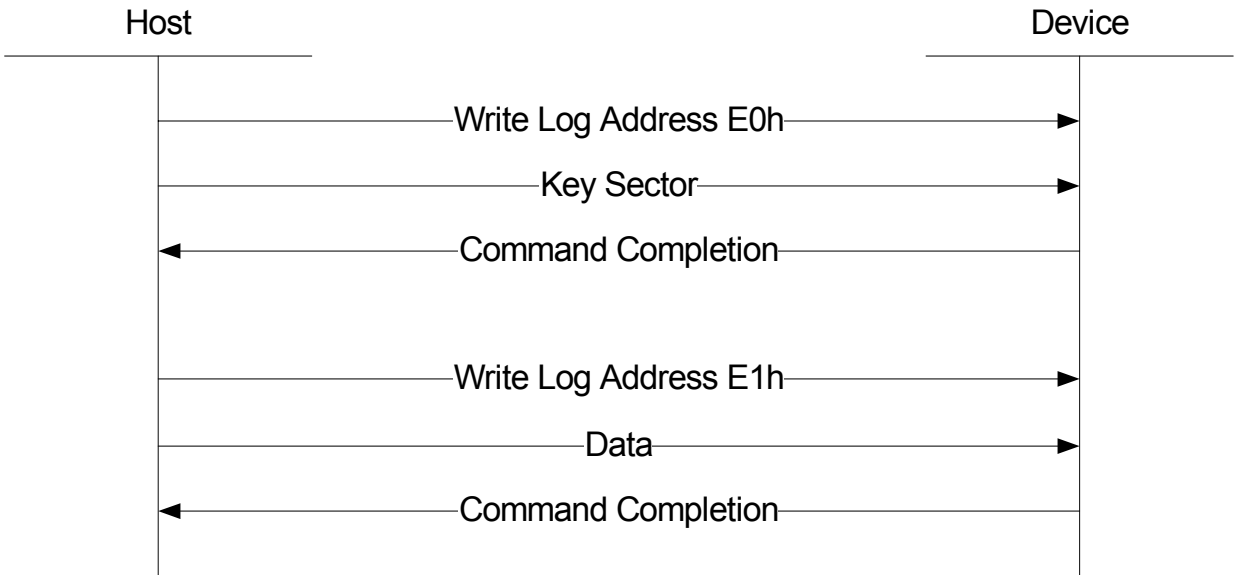 Host
Device
Write Log Address E0h
Key Sector
Command Completion
Write Log Address E1h
Data
Command Completion